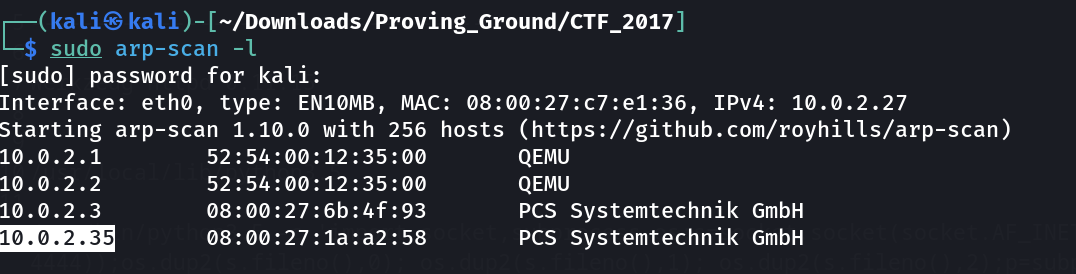 ┌──(kali㉿kali)-[~/Downloads/Proving_Ground/CTF_2017]
└─$ sudo arp-scan -l
[sudo] password for kali:
Interface: eth0, type: EN10MB, MAC: 08:00:27:c7:e1:36, IPv4: 10.0.2.27
Starting arp-scan 1.10.0 with 256 hosts (https://github.com/royhills/arp-scan)
10.0.2.1 52:54:00:12:35:00 QEMU
10.0.2.2 52:54:00:12:35:00 QEMU
10.0.2.3 08:00:27:6b:4f:93 PCS Systemtechnik GmbH
10.0.2.35 08:00:27:1a:a2:58 PCS Systemtechnik GmbH